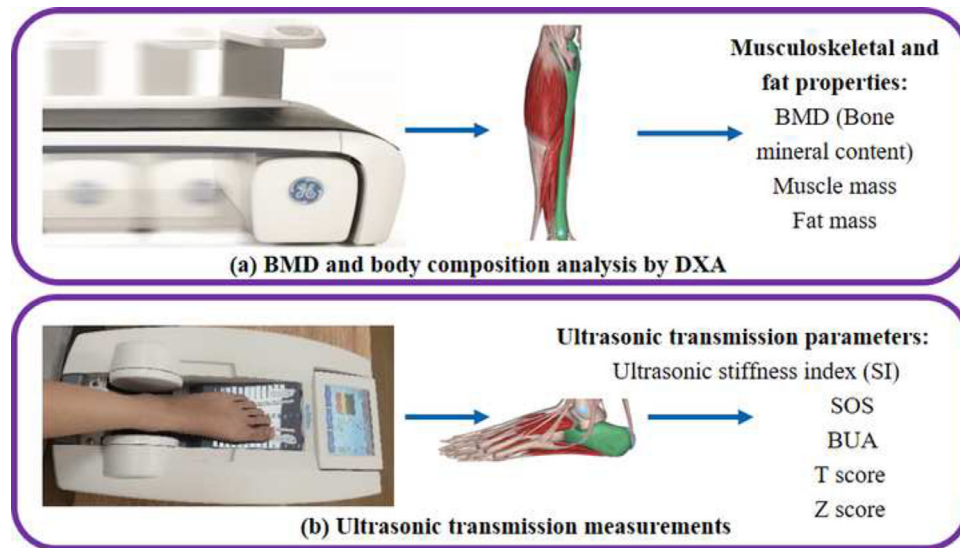 Musculoskeletal and
fat properties:
BMD (Bone
mineral content)
Muscle mass
Fat mass
(a) BMD and body composition analysis by DXA
Ultrasonic transmission parameters:
Ultrasonic stiffness index (SI)
SOS
BUA
T score
Z score
(b) Ultrasonic transmission measurements